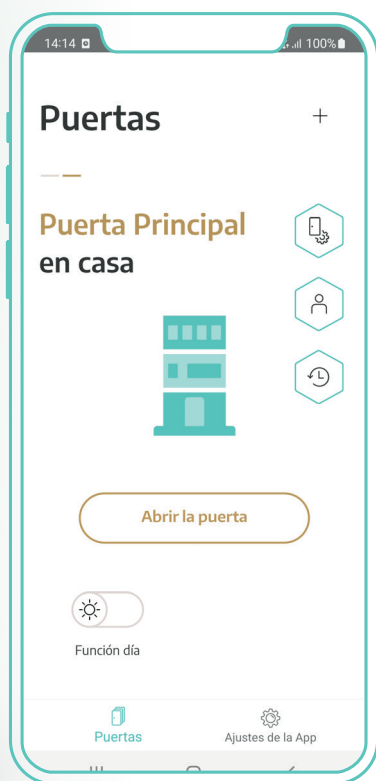 14:14
100%
Puertas
+
Puerta Principal
en casa
Abrir la puerta
Función día
Puertas
Ajustes de la App